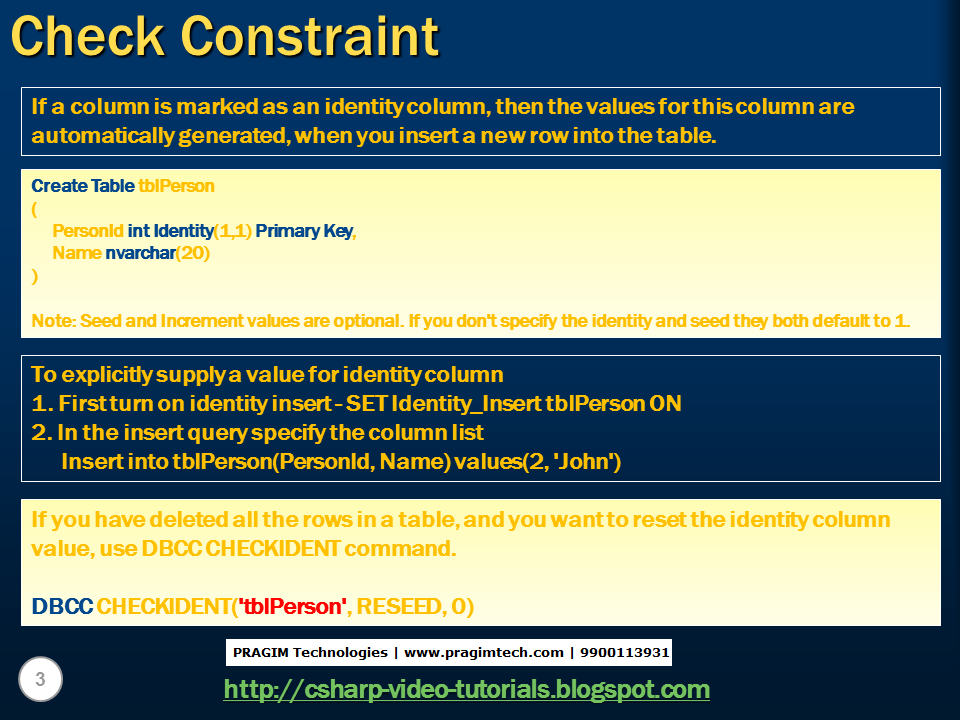 Check Constraint
If a column is marked as an identity column, then the values for this column are
automatically generated, when you insert a new row into the table.
Create Table tblPerson
(
PersonId int Identity(1,1) Primary Key,
Name nvarchar(20)
)
Note: Seed and Increment values are optional. If you don't specify the identity and seed they both default to 1.
To explicitly supply a value for identity column
1. First turn on identity insert - SET Identity_Insert tblPerson ON
2. In the insert query specify the column list
Insert into tblPerson(PersonId, Name) values(2, 'John')
If you have deleted all the rows in a table, and you want to reset the identity column
value, use DBCC CHECKIDENT command.
DBCC CHECKIDENT('tblPerson', RESEED, 0)
PRAGIM Technologies | www.pragimtech.com | 9900113931
3
http://csharp-video-tutorials.blogspot.com